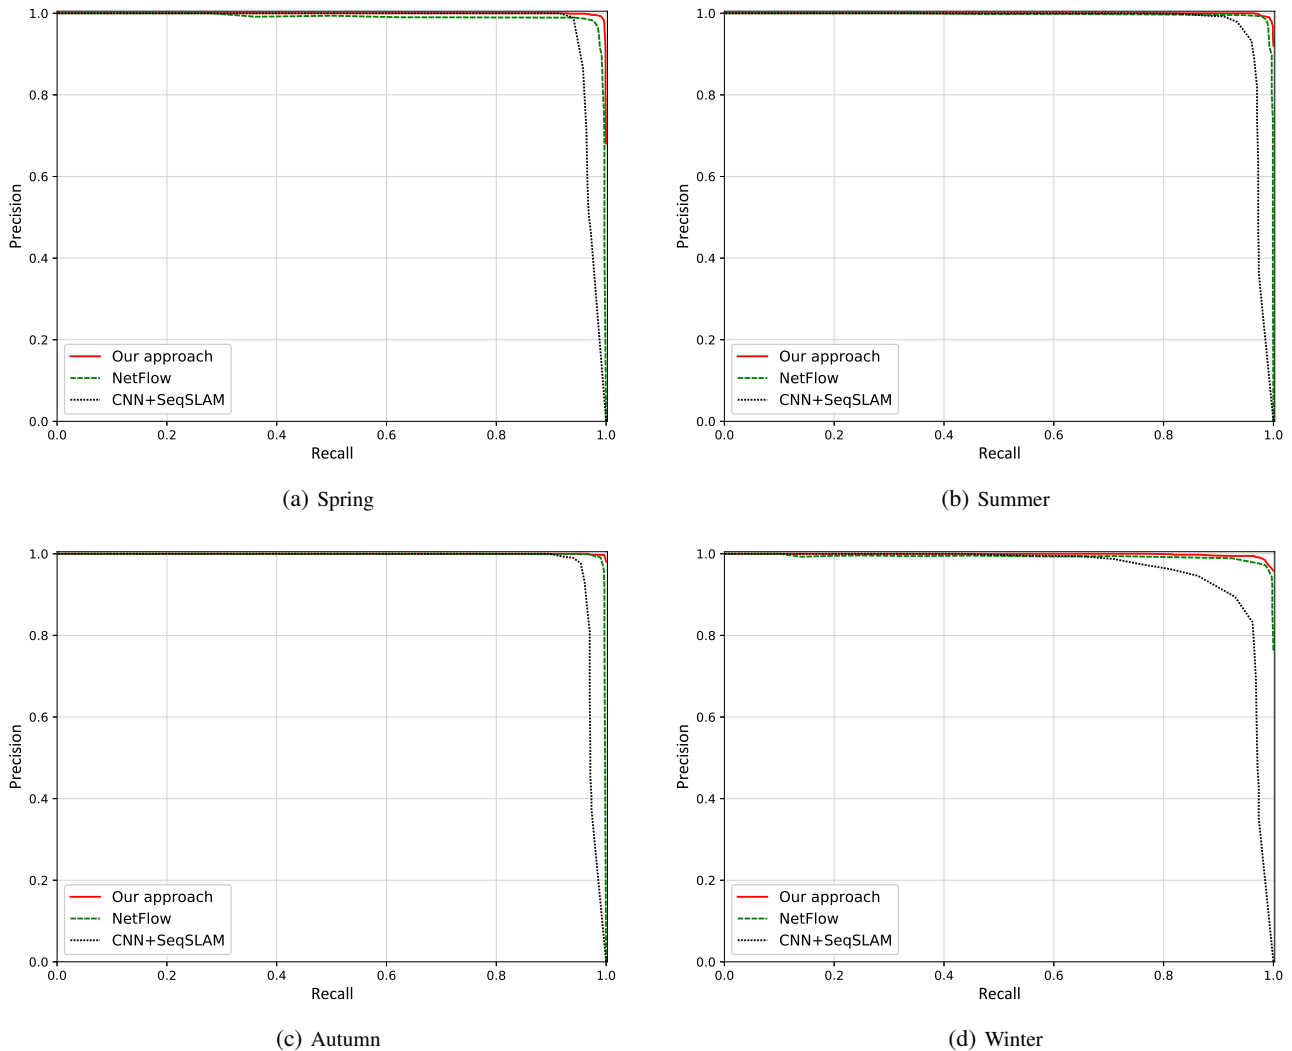 1.0
0.8
0.6
0.4
0.2
0.0
Precision
0.0 0.2 0.4 0.6 0.8 1.0
Recall
Our approach
NetFlow
CNN+SeqSLAM
(a) Spring
1.0
0.8
0.6
0.4
0.2
0.0
Precision
0.0 0.2 0.4 0.6 0.8 1.0
Recall
Our approach
NetFlow
CNN+SeqSLAM
(b) Summer
1.0
0.8
0.6
0.4
0.2
0.0
Precision
0.0 0.2 0.4 0.6 0.8 1.0
Recall
Our approach
NetFlow
CNN+SeqSLAM
(c) Autumn
1.0
0.8
0.6
0.4
0.2
0.0
Precision
0.0 0.2 0.4 0.6 0.8 1.0
Recall
Our approach
NetFlow
CNN+SeqSLAM
(d) Winter